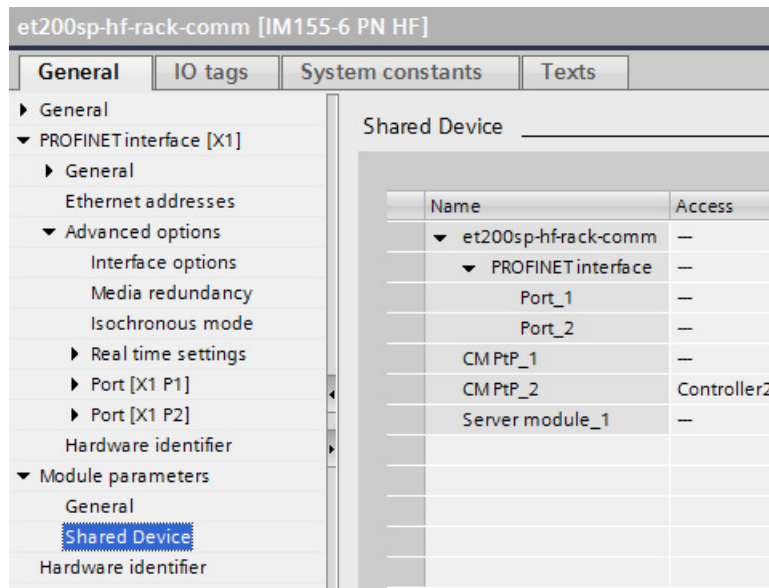 et200sp-hf-rack-comm [IM155-6 PN HF]
General IO tags System constants Texts
General
PROFINET interface [X1]
General
Ethernet addresses
Advanced options
Interface options
Media redundancy
Isochronous mode
Real time settings
Port [X1 P1]
Port [X1 P2]
Hardware identifier
Module parameters
General
Shared Device
Hardware identifier
Shared Device
Name Access
et200sp-hf-rack-comm ---
PROFINET interface ---
Port_1 ---
Port_2 ---
CM PtP_1 ---
CM PtP_2 Controller2
Server module_1 ---